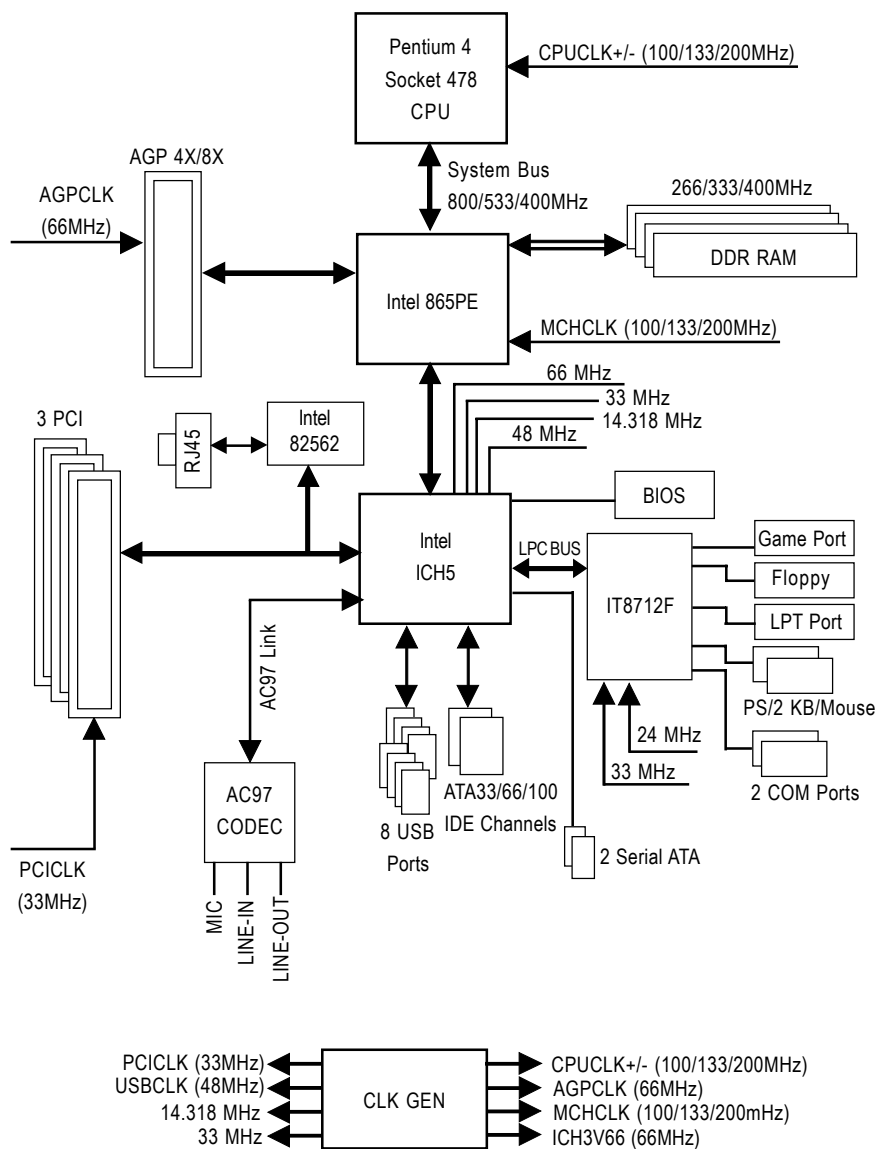 Pentium 4
Socket 478
CPU
CPUCLK+/- (100/133/200MHz)
AGP 4X/8X
System Bus
800/533/400MHz
266/333/400MHz
AGPCLK
(66MHz)
DDR RAM
Intel 865PE
MCHCLK (100/133/200MHz)
66 MHz
33 MHz
14.318 MHz
48 MHz
3 PCI
RJ45
Intel
82562
BIOS
Intel
ICH5
LPC BUS
IT8712F
Game Port
Floppy
LPT Port
PS/2 KB/Mouse
2 COM Ports
24 MHz
33 MHz
AC97 Link
AC97
CODEC
MIC
LINE-IN
LINE-OUT
8 USB
Ports
ATA33/66/100
IDE Channels
2 Serial ATA
PCICLK
(33MHz)
PCICLK (33MHz)
USBCLK (48MHz)
14.318 MHz
33 MHz
CLK GEN
CPUCLK+/- (100/133/200MHz)
AGPCLK (66MHz)
MCHCLK (100/133/200mHz)
ICH3V66 (66MHz)